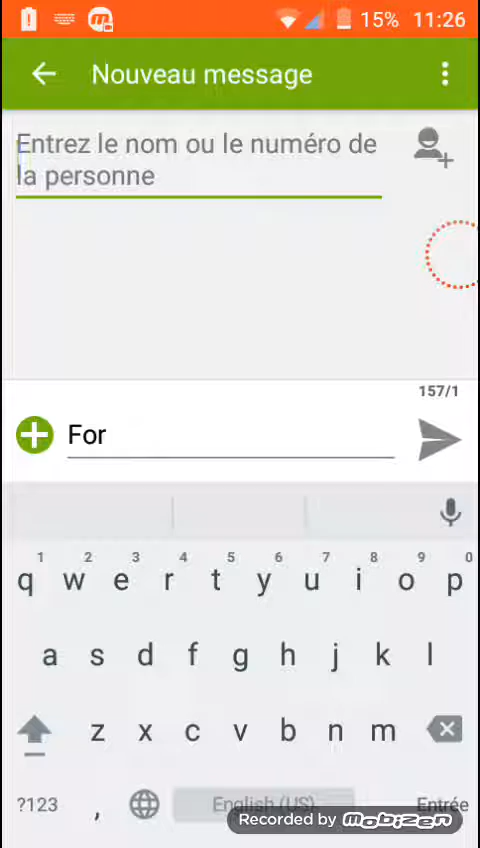 15% 11:26
Nouveau message
Entrez le nom ou le numéro de
la personne
157/1
For
1 2 3 4 5 6 7 8 9 0
q w e r t y u i o p
a s d f g h j k l
z x c v b n m
?123 , English (US) Entrée
Recorded by Mobizen